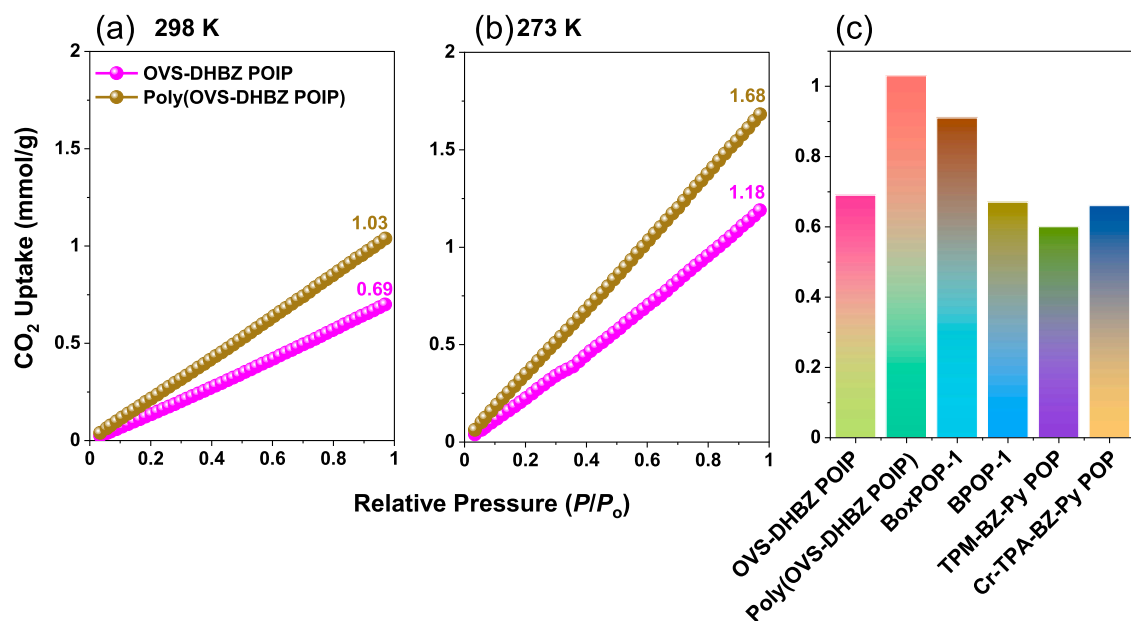 (a) 298 K
(b) 273 K
(c)
CO2 Uptake (mmol/g)
2
1.5
1
0.5
0
OVS-DHBZ POIP
Poly(OVS-DHBZ POIP)
1.03
0.69
0 0.2 0.4 0.6 0.8 1
2
1.5
1
0.5
0
1.68
1.18
0 0.2 0.4 0.6 0.8 1
Relative Pressure (P/Po)
1
0.8
0.6
0.4
0.2
0
OVS-DHBZ POIP
Poly(OVS-DHBZ POIP)
BoxPOP-1
BPOP-1
TPM-BZ-Py POP
Cr-TPA-BZ-Py POP